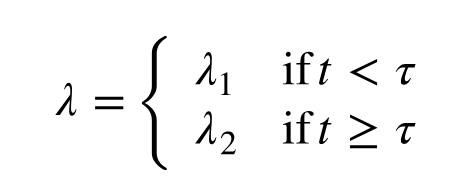 λ = {
λ₁ if t < τ
λ₂ if t ≥ τ